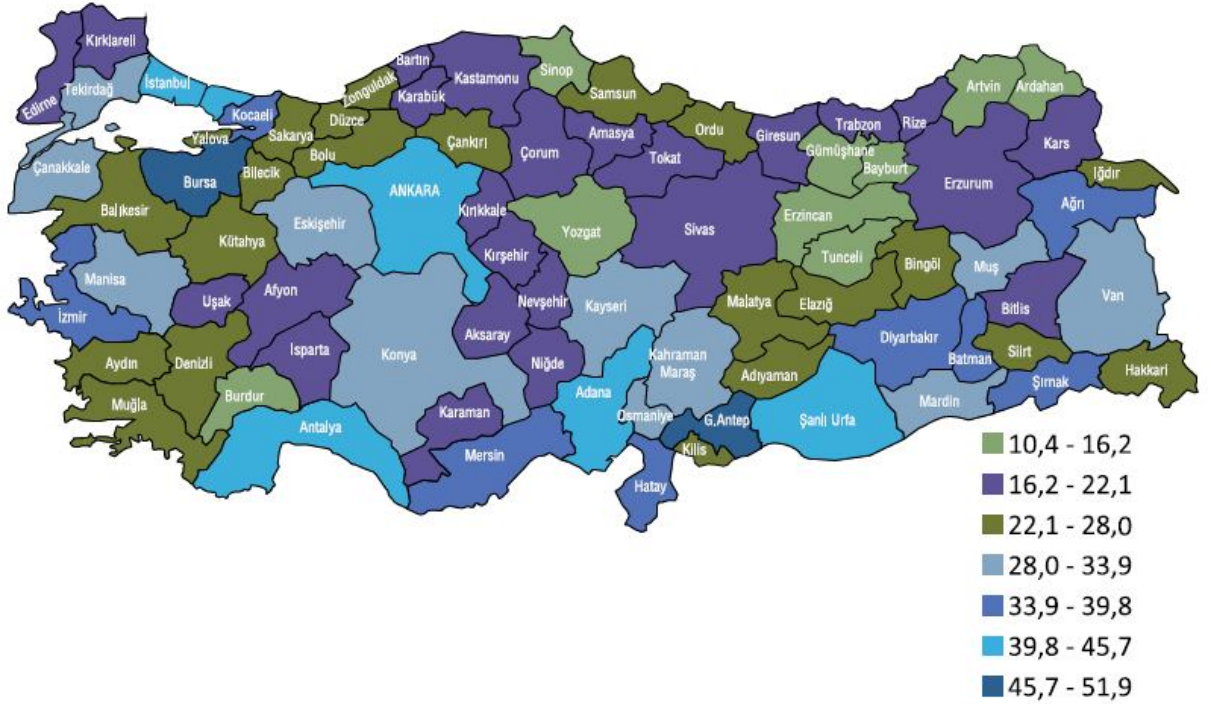 Kırklareli
Edirne
Tekirdağ
İstanbul
Kocaeli
Yalova
Çanakkale
Bursa
Balıkesir
Bilecik
Sakarya
Düzce
Zonguldak
Bolu
Bartın
Karabük
Kastamonu
Çankırı
Sinop
Samsun
Çorum
Amasya
Tokat
Ordu
Giresun
Trabzon
Rize
Gümüşhane
Bayburt
Artvin
Ardahan
Kars
Iğdır
Ağrı
Erzurum
Erzincan
Tunceli
Bingöl
Muş
Bitlis
Van
ANKARA
Eskişehir
Kütahya
Kırıkkale
Kırşehir
Yozgat
Sivas
Nevşehir
Kayseri
Malatya
Elazığ
Manisa
İzmir
Uşak
Afyon
Isparta
Konya
Aksaray
Niğde
Aydın
Denizli
Muğla
Burdur
Antalya
Karaman
Mersin
Adana
Kahraman
Maraş
Osmaniye
G.Antep
Kilis
Hatay
Adıyaman
Şanlı Urfa
Diyarbakır
Batman
Siirt
Mardin
Şırnak
Hakkari
10,4 - 16,2
16,2 - 22,1
22,1 - 28,0
28,0 - 33,9
33,9 - 39,8
39,8 - 45,7
45,7 - 51,9